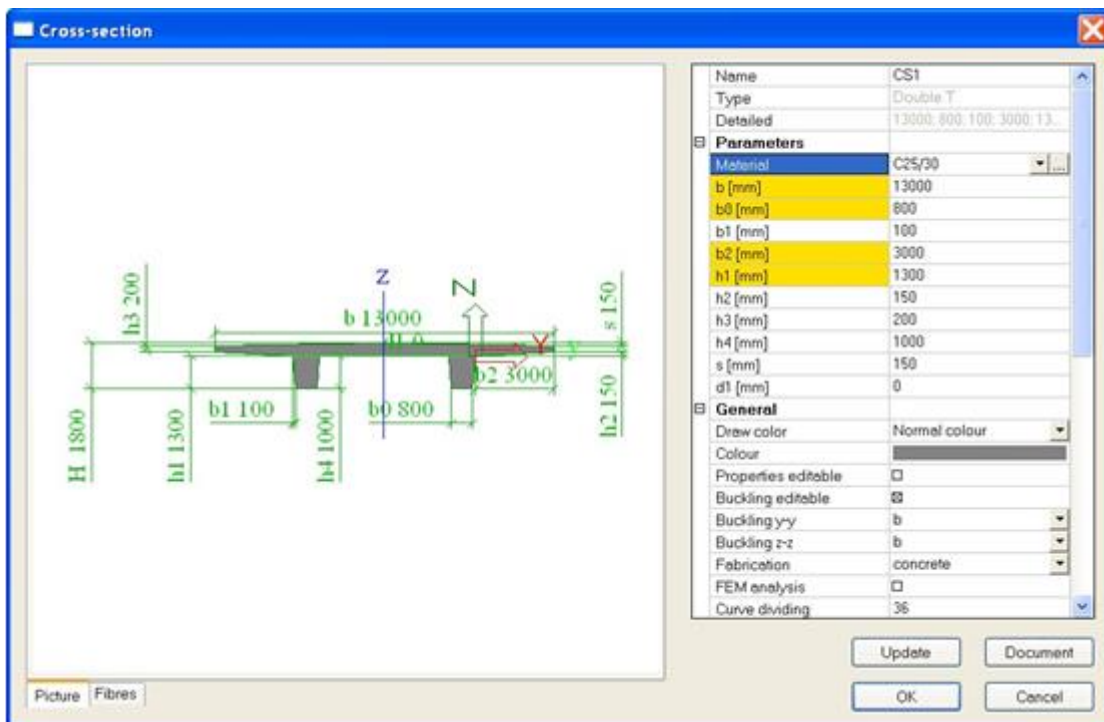 Cross-section
h3 200
b 13000
Z
Z
Y
s 150
b2 3000
b1 100
b0 800
H 1800
h1 1300
h4 1000
h2 150
Picture
Fibres
Name CS1
Type Double T
Detailed 13000; 800; 100; 3000; 13...
Parameters
Material C25/30 ...
b [mm] 13000
b0 [mm] 800
b1 [mm] 100
b2 [mm] 3000
h1 [mm] 1300
h2 [mm] 150
h3 [mm] 200
h4 [mm] 1000
s [mm] 150
d1 [mm] 0
General
Draw color Normal colour
Colour
Properties editable
Buckling editable
Buckling y-y b
Buckling z-z b
Fabrication concrete
FEM analysis
Curve dividing 36
Update
Document
OK
Cancel